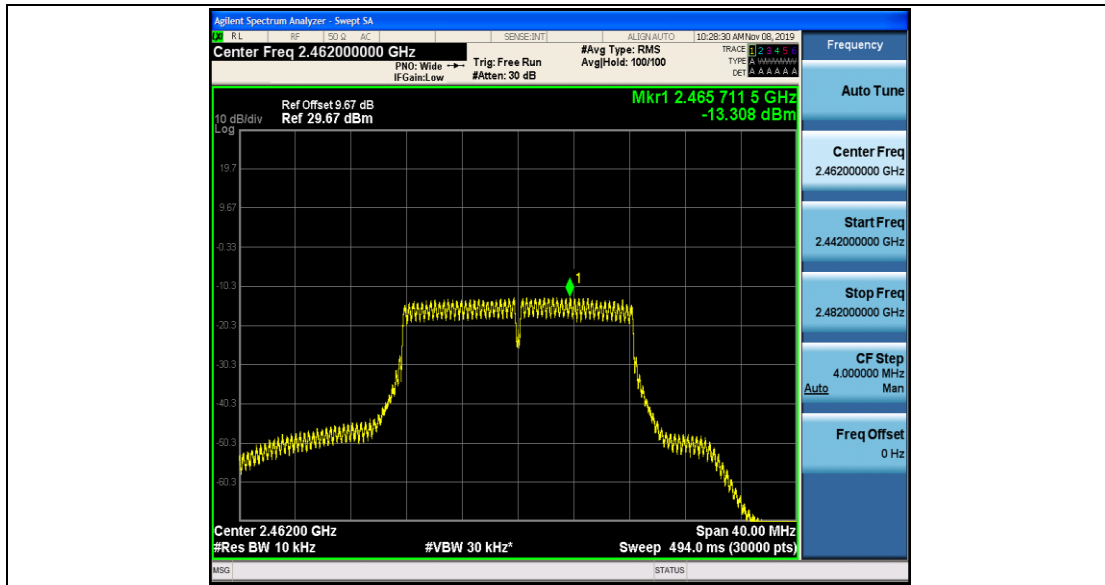 Agilent Spectrum Analyzer - Swept SA
RL RF 50 Ω AC SENSE:INT ALIGNAUTO 10:28:30 AM Nov 08, 2019
Center Freq 2.462000000 GHz
PNO: Wide
IFGain:Low
Trig: Free Run
#Atten: 30 dB
#Avg Type: RMS
Avg|Hold: 100/100
TRACE 1 2 3 4 5 6
TYPE A WWWWW
DET A A A A A A
Ref Offset 9.67 dB
10 dB/div Ref 29.67 dBm
Log
Mkr1 2.465 711 5 GHz
-13.308 dBm
19.7
9.67
-0.33
-10.3
-20.3
-30.3
-40.3
-50.3
-60.3
1
Center 2.46200 GHz Span 40.00 MHz
#Res BW 10 kHz #VBW 30 kHz* Sweep 494.0 ms (30000 pts)
MSG STATUS
Frequency
Auto Tune
Center Freq
2.462000000 GHz
Start Freq
2.442000000 GHz
Stop Freq
2.482000000 GHz
CF Step
4.000000 MHz
Auto Man
Freq Offset
0 Hz